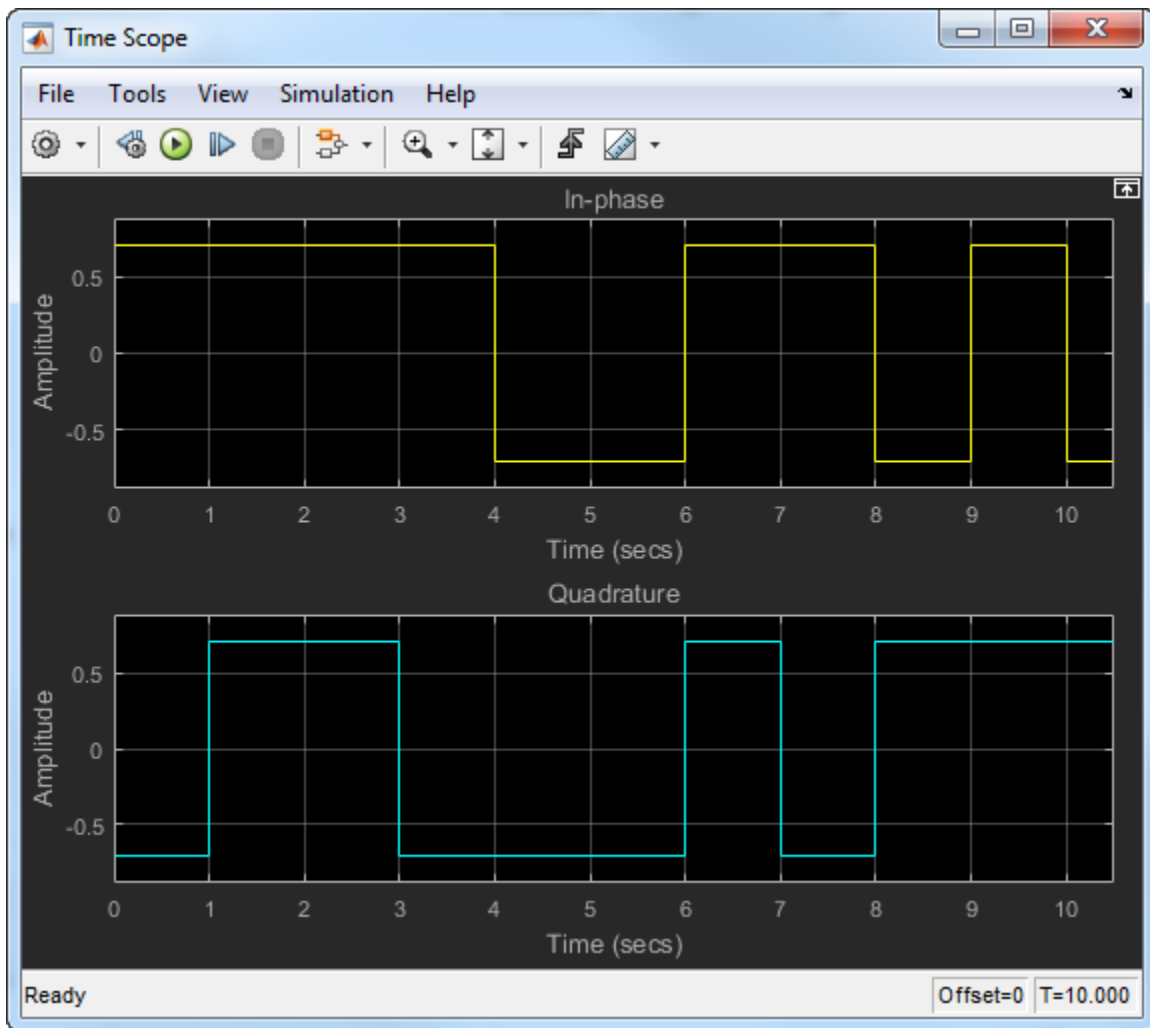 Time Scope
File Tools View Simulation Help
In-phase
Amplitude
0.5
0
-0.5
0 1 2 3 4 5 6 7 8 9 10
Time (secs)
Quadrature
Amplitude
0.5
0
-0.5
0 1 2 3 4 5 6 7 8 9 10
Time (secs)
Ready Offset=0 T=10.000